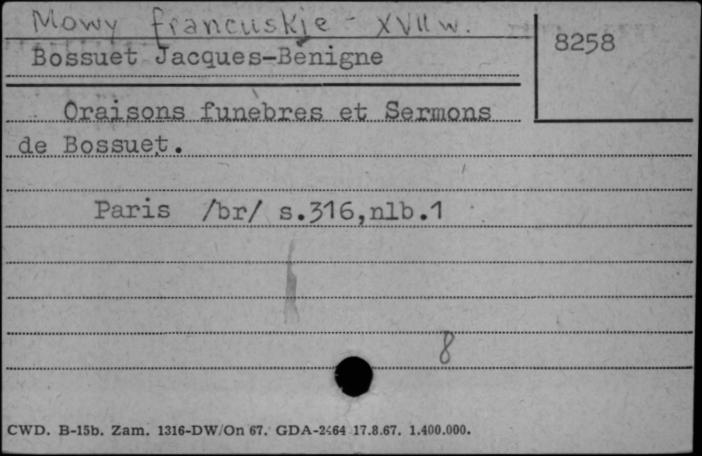 Mowy francuskie - XVII w.
8258
Bossuet Jacques-Benigne
Oraisons funebres et Sermons
de Bossuet.
Paris /br/ s.316,nlb.1
8
CWD. B-15b. Zam. 1316-DW/On 67. GDA-2464 17.8.67. 1.400.000.